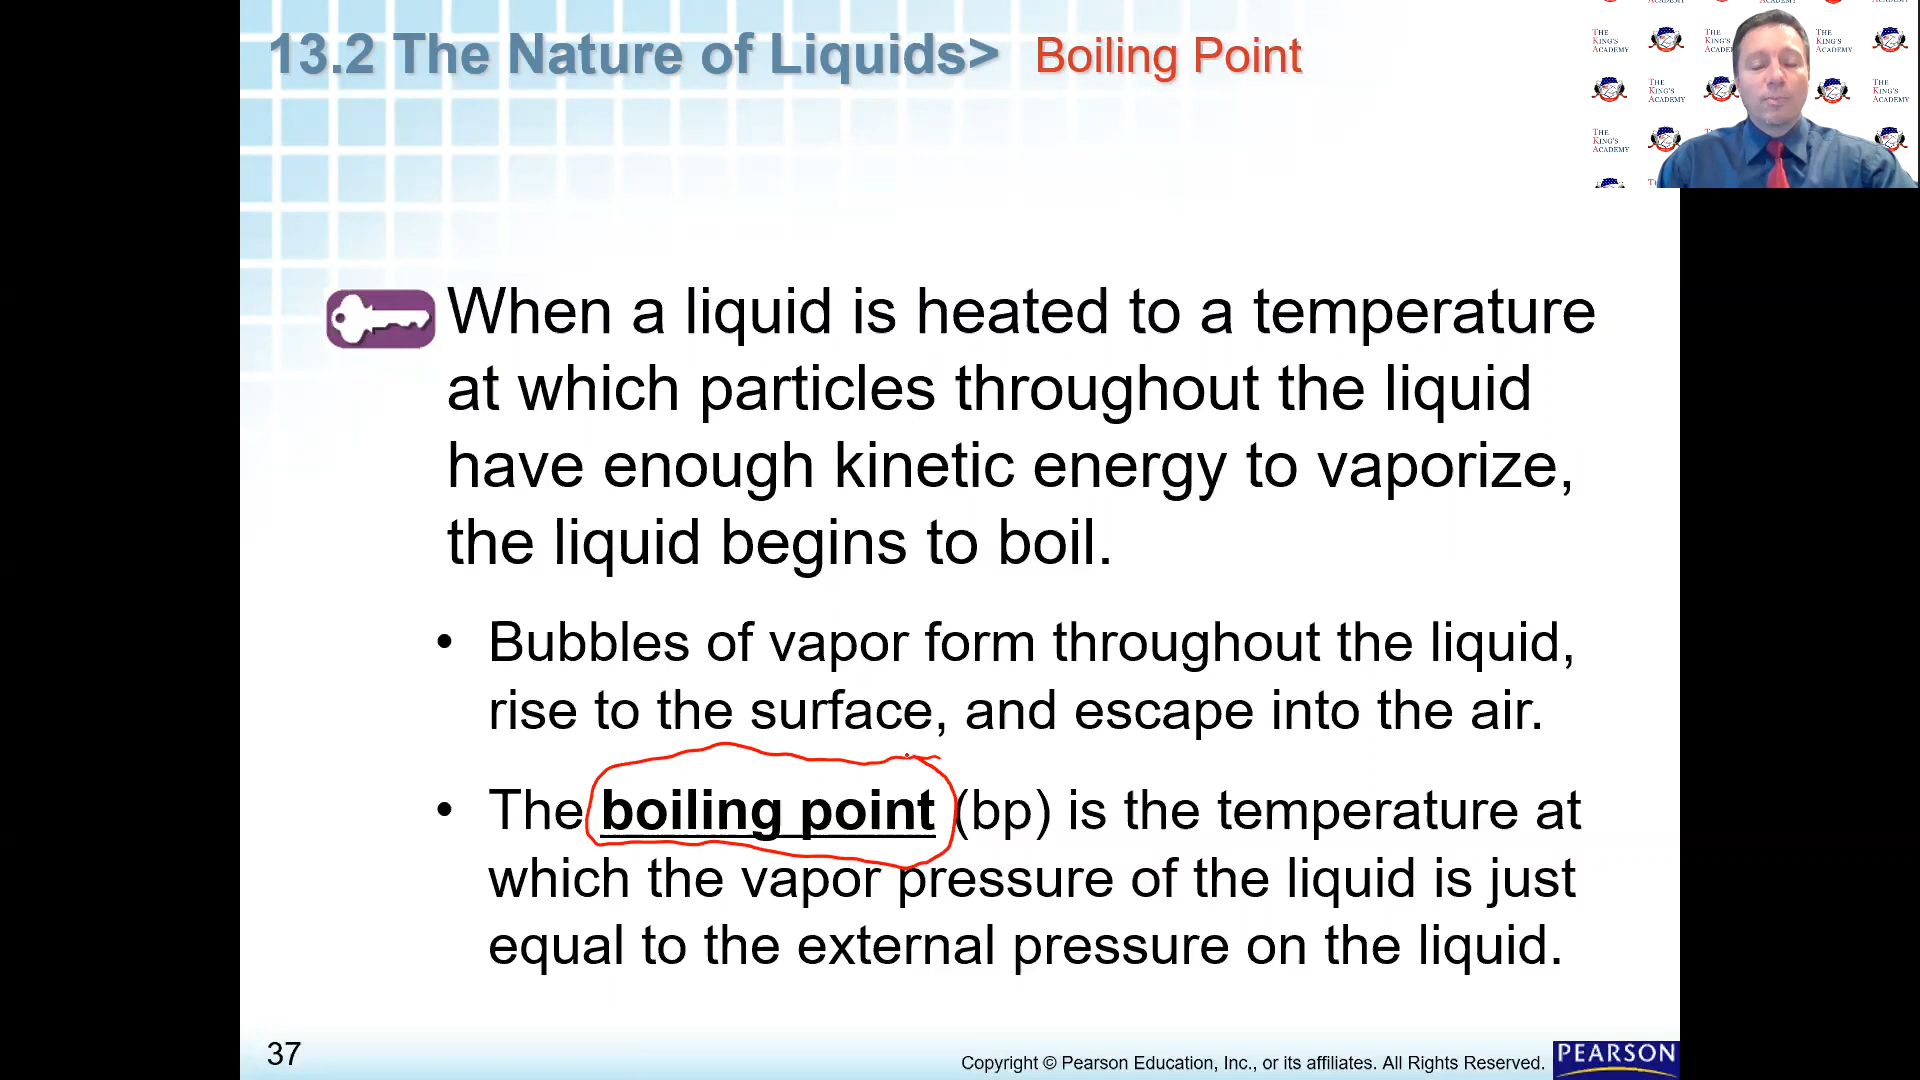 13.2 The Nature of Liquids> Boiling Point
THE KING'S ACADEMY
When a liquid is heated to a temperature
at which particles throughout the liquid
have enough kinetic energy to vaporize,
the liquid begins to boil.
• Bubbles of vapor form throughout the liquid,
rise to the surface, and escape into the air.
• The boiling point (bp) is the temperature at
which the vapor pressure of the liquid is just
equal to the external pressure on the liquid.
37
Copyright © Pearson Education, Inc., or its affiliates. All Rights Reserved.
PEARSON